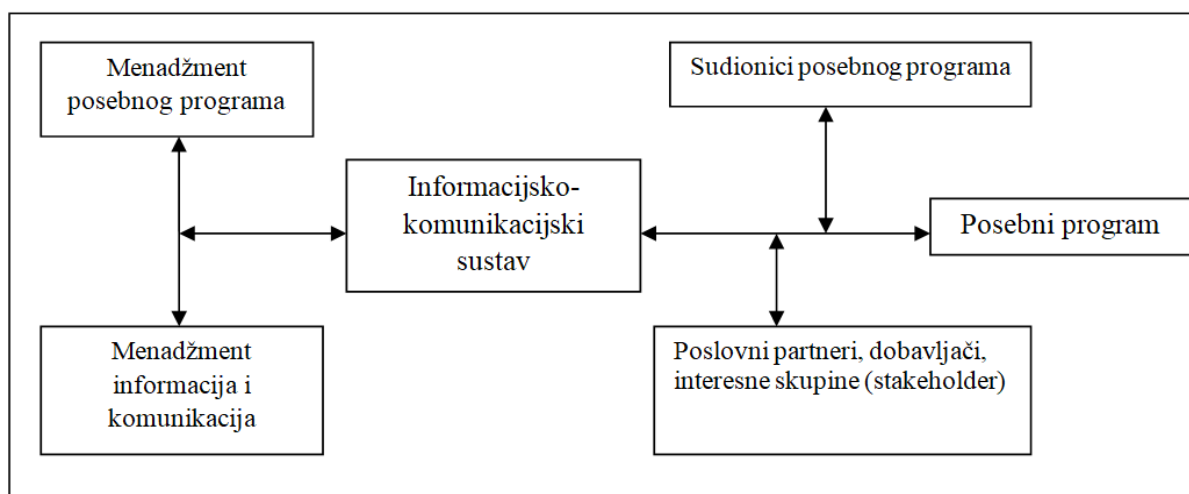 Menadžment
posebnog programa
Sudionici posebnog programa
Informacijsko-
komunikacijski
sustav
Posebni program
Menadžment
informacija i
komunikacija
Poslovni partneri, dobavljači,
interesne skupine (stakeholder)